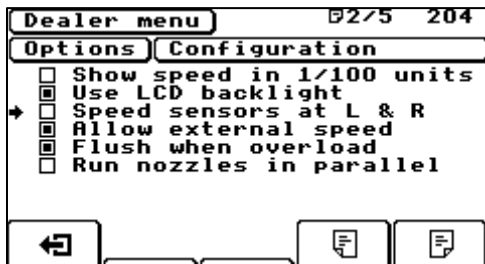 Dealer menu 2/5 204
Options Configuration
Show speed in 1/100 units
Use LCD backlight
Speed sensors at L & R
Allow external speed
Flush when overload
Run nozzles in parallel